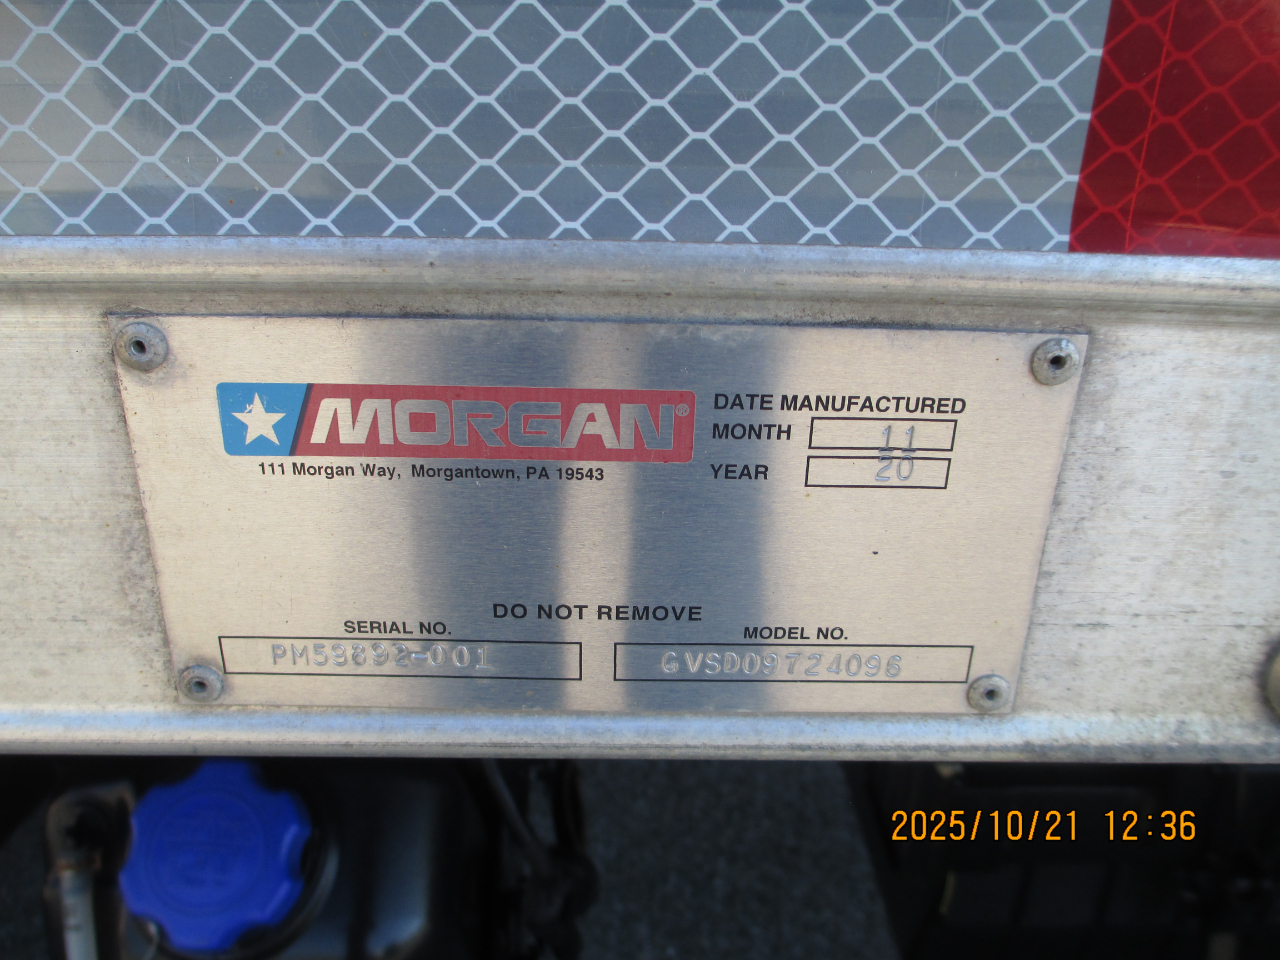 MORGAN®
111 Morgan Way, Morgantown, PA 19543
DATE MANUFACTURED
MONTH 11
YEAR 20
DO NOT REMOVE
SERIAL NO.
PM59892-001
MODEL NO.
GVSD09724096
2025/10/21 12:36